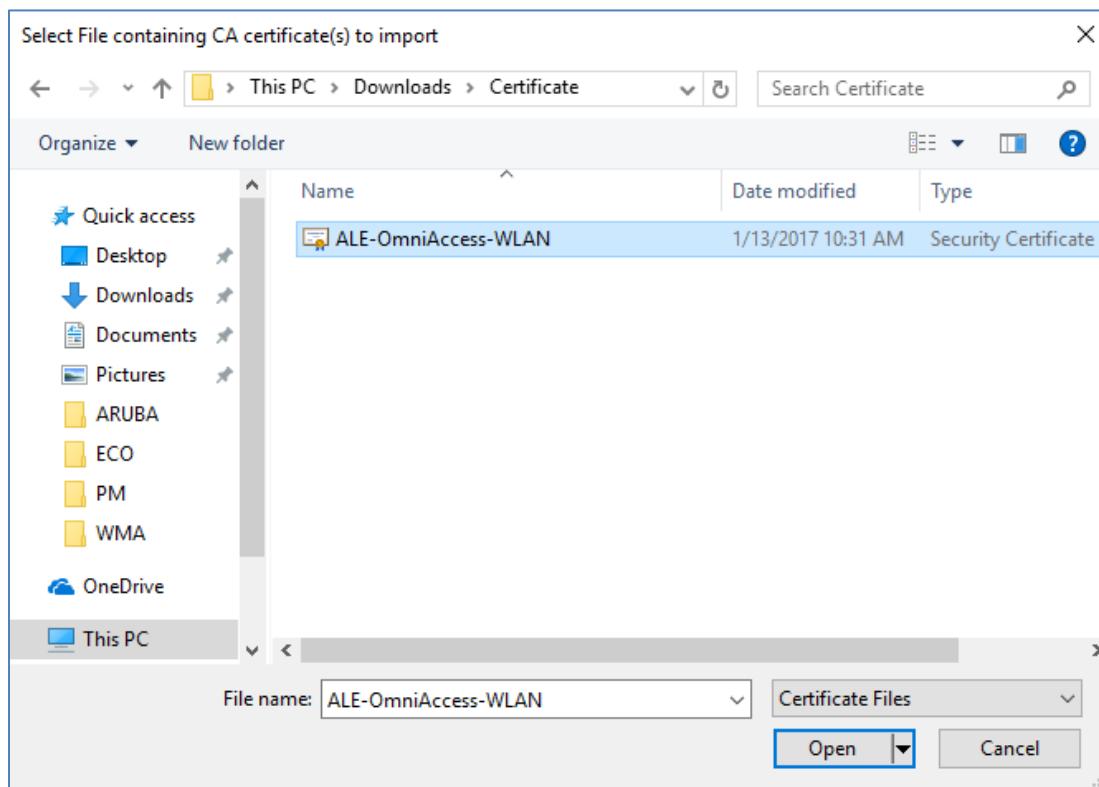 Select File containing CA certificate(s) to import
This PC > Downloads > Certificate
Search Certificate
Organize
New folder
Name
Date modified
Type
Quick access
Desktop
Downloads
Documents
Pictures
ARUBA
ECO
PM
WMA
OneDrive
This PC
ALE-OmniAccess-WLAN 1/13/2017 10:31 AM Security Certificate
File name: ALE-OmniAccess-WLAN
Certificate Files
Open
Cancel